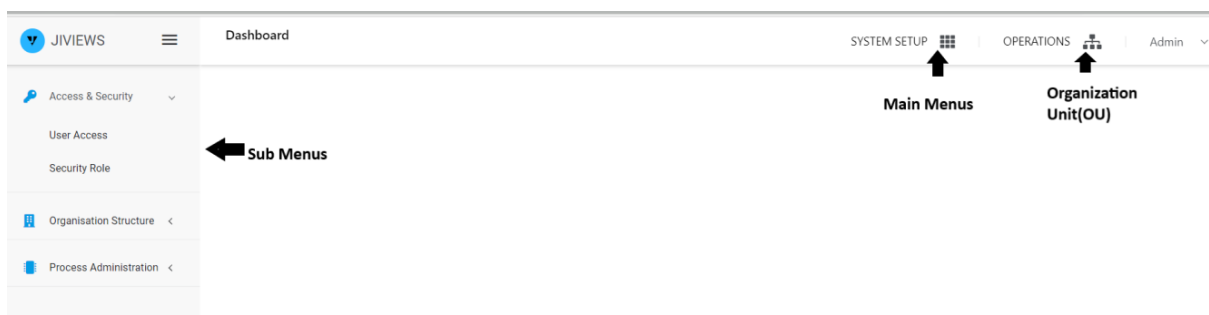 JIVIEWS
Dashboard
SYSTEM SETUP
OPERATIONS
Admin
Main Menus
Organization
Unit(OU)
Access & Security
User Access
Security Role
Sub Menus
Organisation Structure
Process Administration